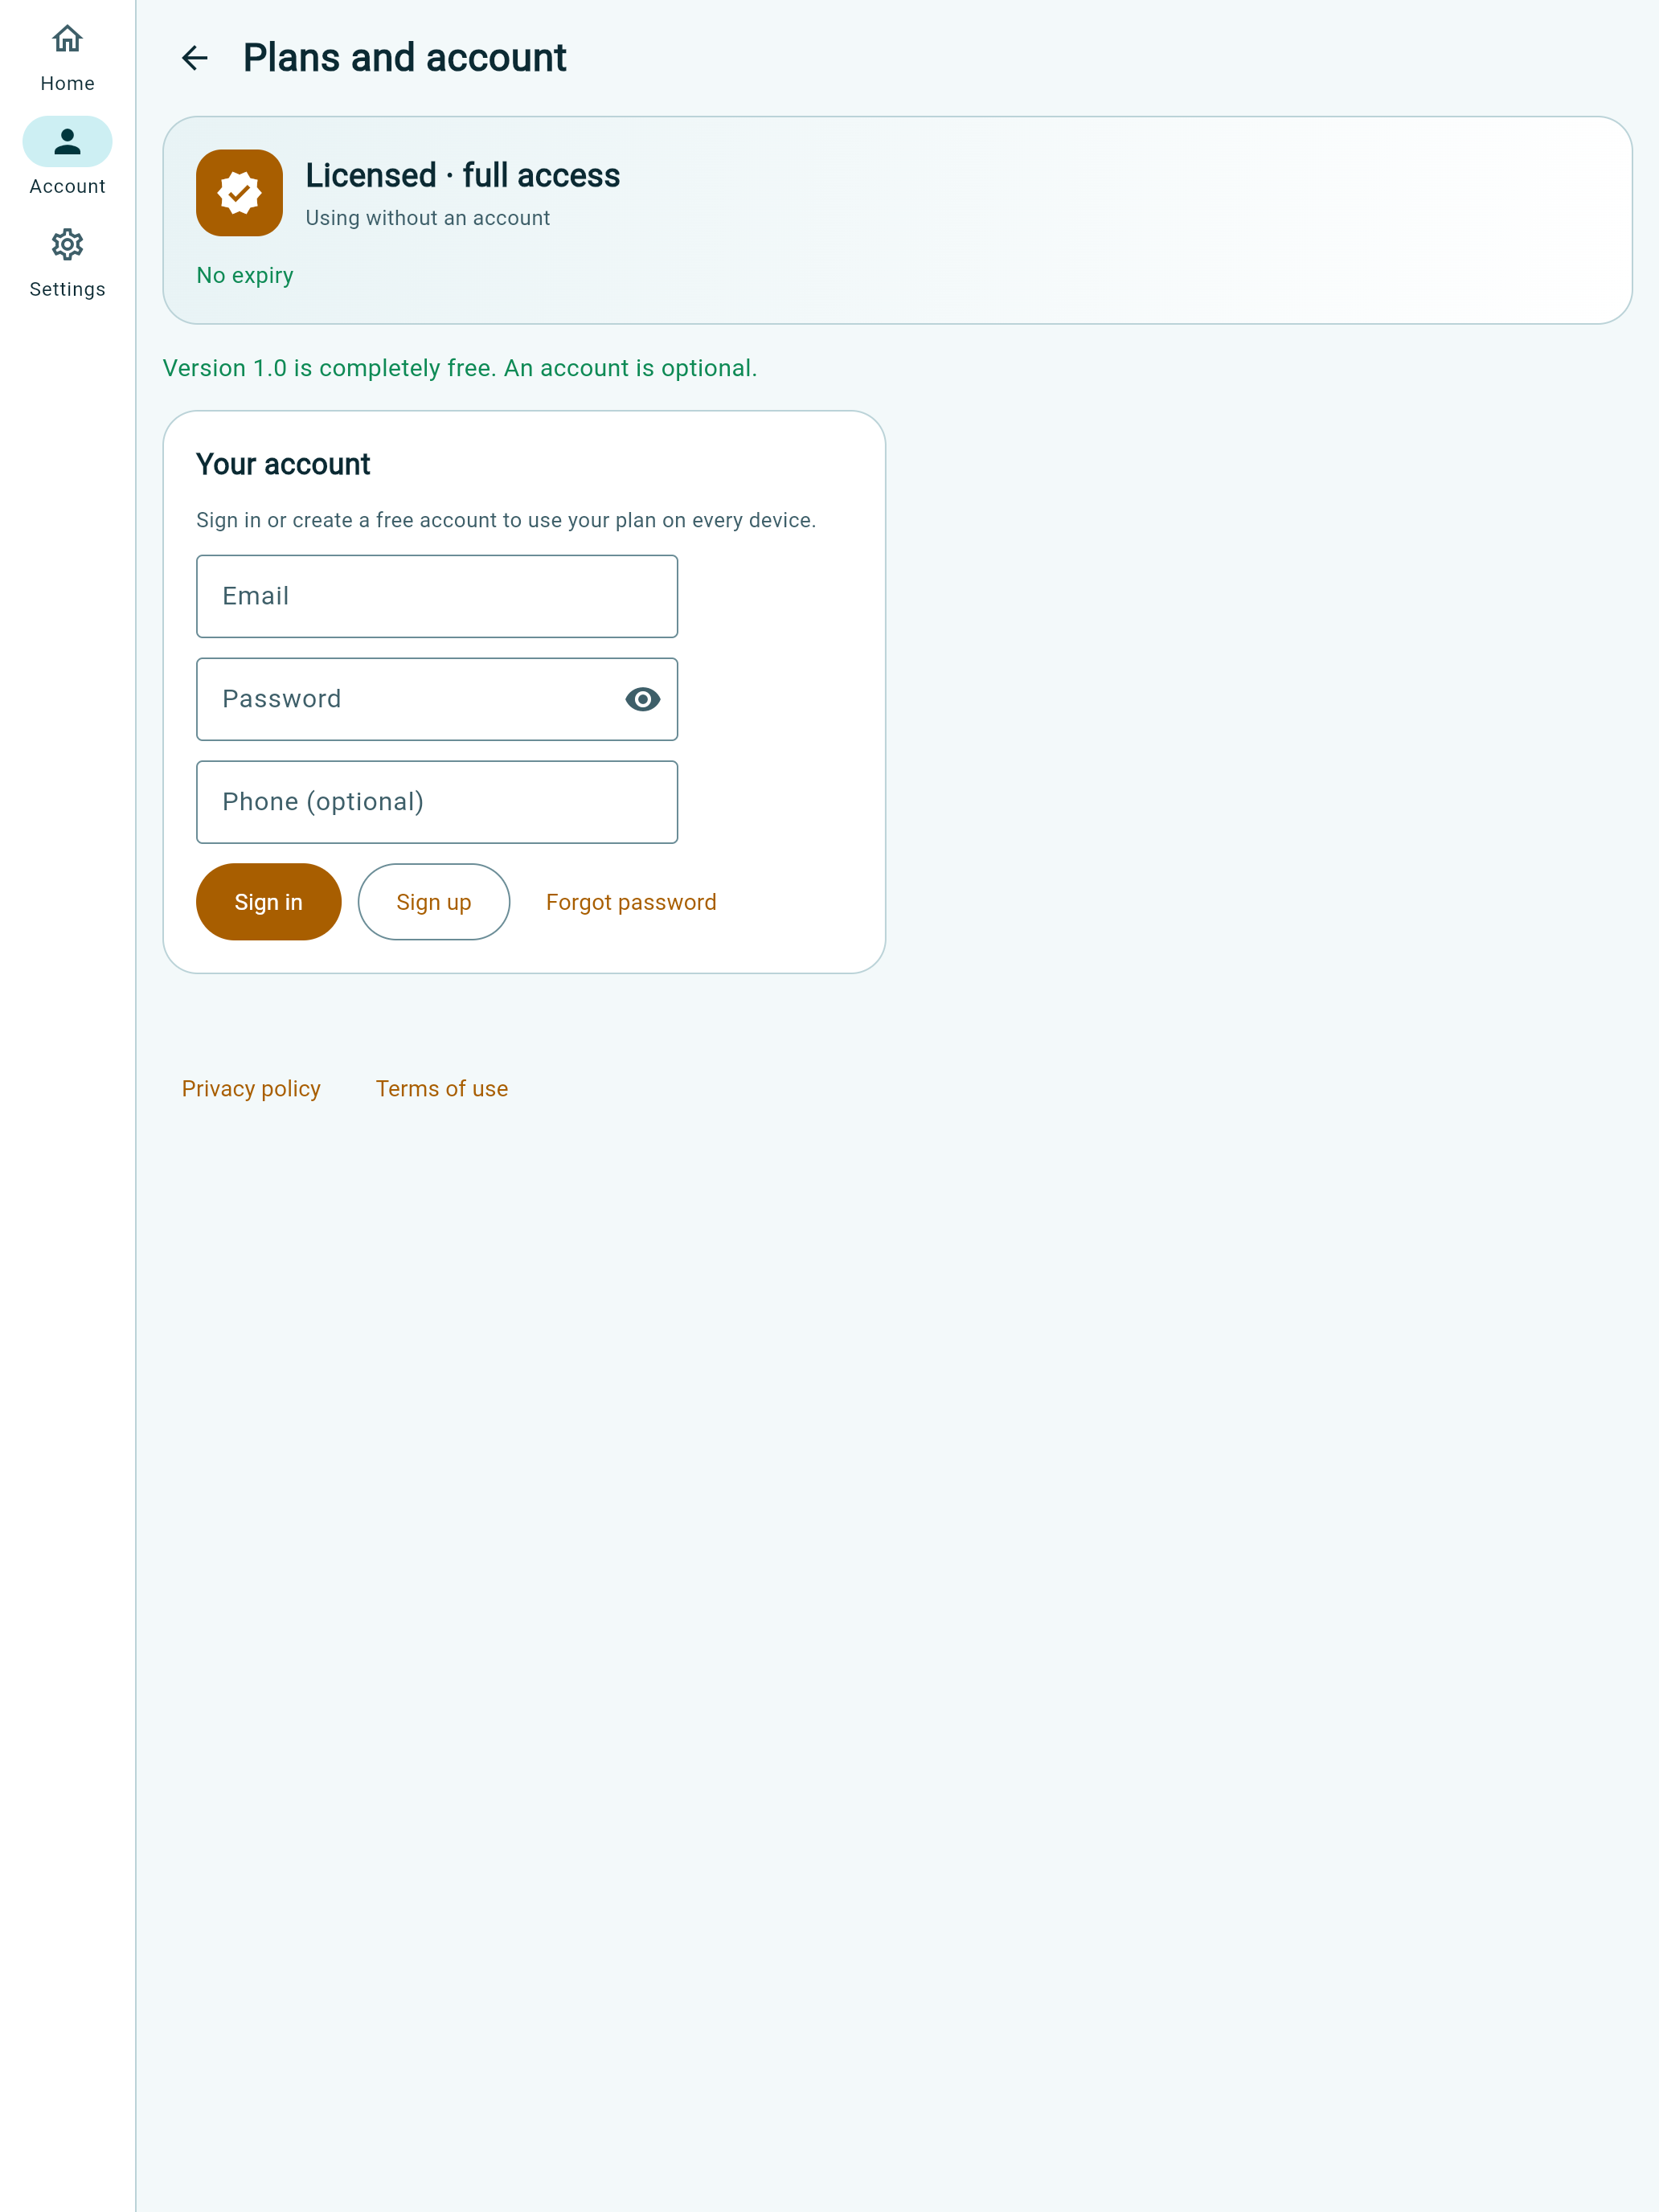 Home
Account
Settings
Plans and account
Licensed · full access
Using without an account
No expiry
Version 1.0 is completely free. An account is optional.
Your account
Sign in or create a free account to use your plan on every device.
Email
Password
Phone (optional)
Sign in
Sign up
Forgot password
Privacy policy
Terms of use